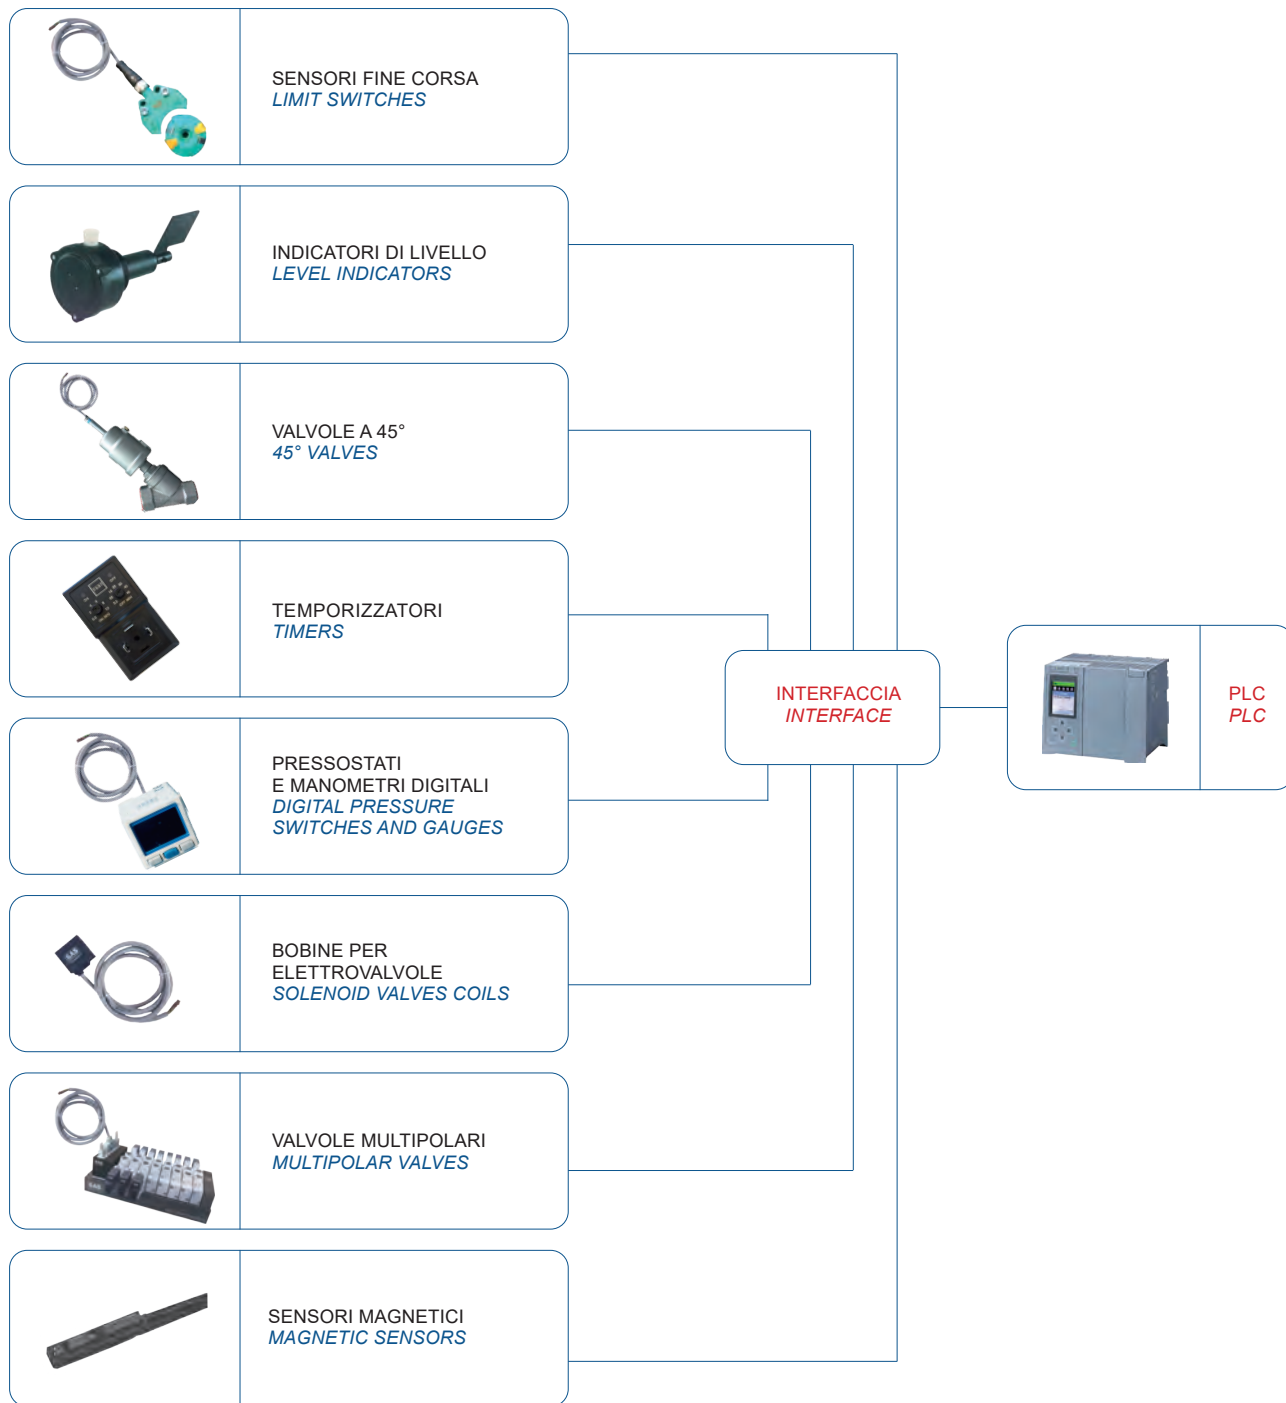 SENSORI FINE CORSA
LIMIT SWITCHES
INDICATORI DI LIVELLO
LEVEL INDICATORS
VALVOLE A 45°
45° VALVES
TEMPORIZZATORI
TIMERS
PRESSOSTATI
E MANOMETRI DIGITALI
DIGITAL PRESSURE
SWITCHES AND GAUGES
BOBINE PER
ELETTROVALVOLE
SOLENOID VALVES COILS
VALVOLE MULTIPOLARI
MULTIPOLAR VALVES
SENSORI MAGNETICI
MAGNETIC SENSORS
INTERFACCIA
INTERFACE
PLC
PLC
SAS
SAS